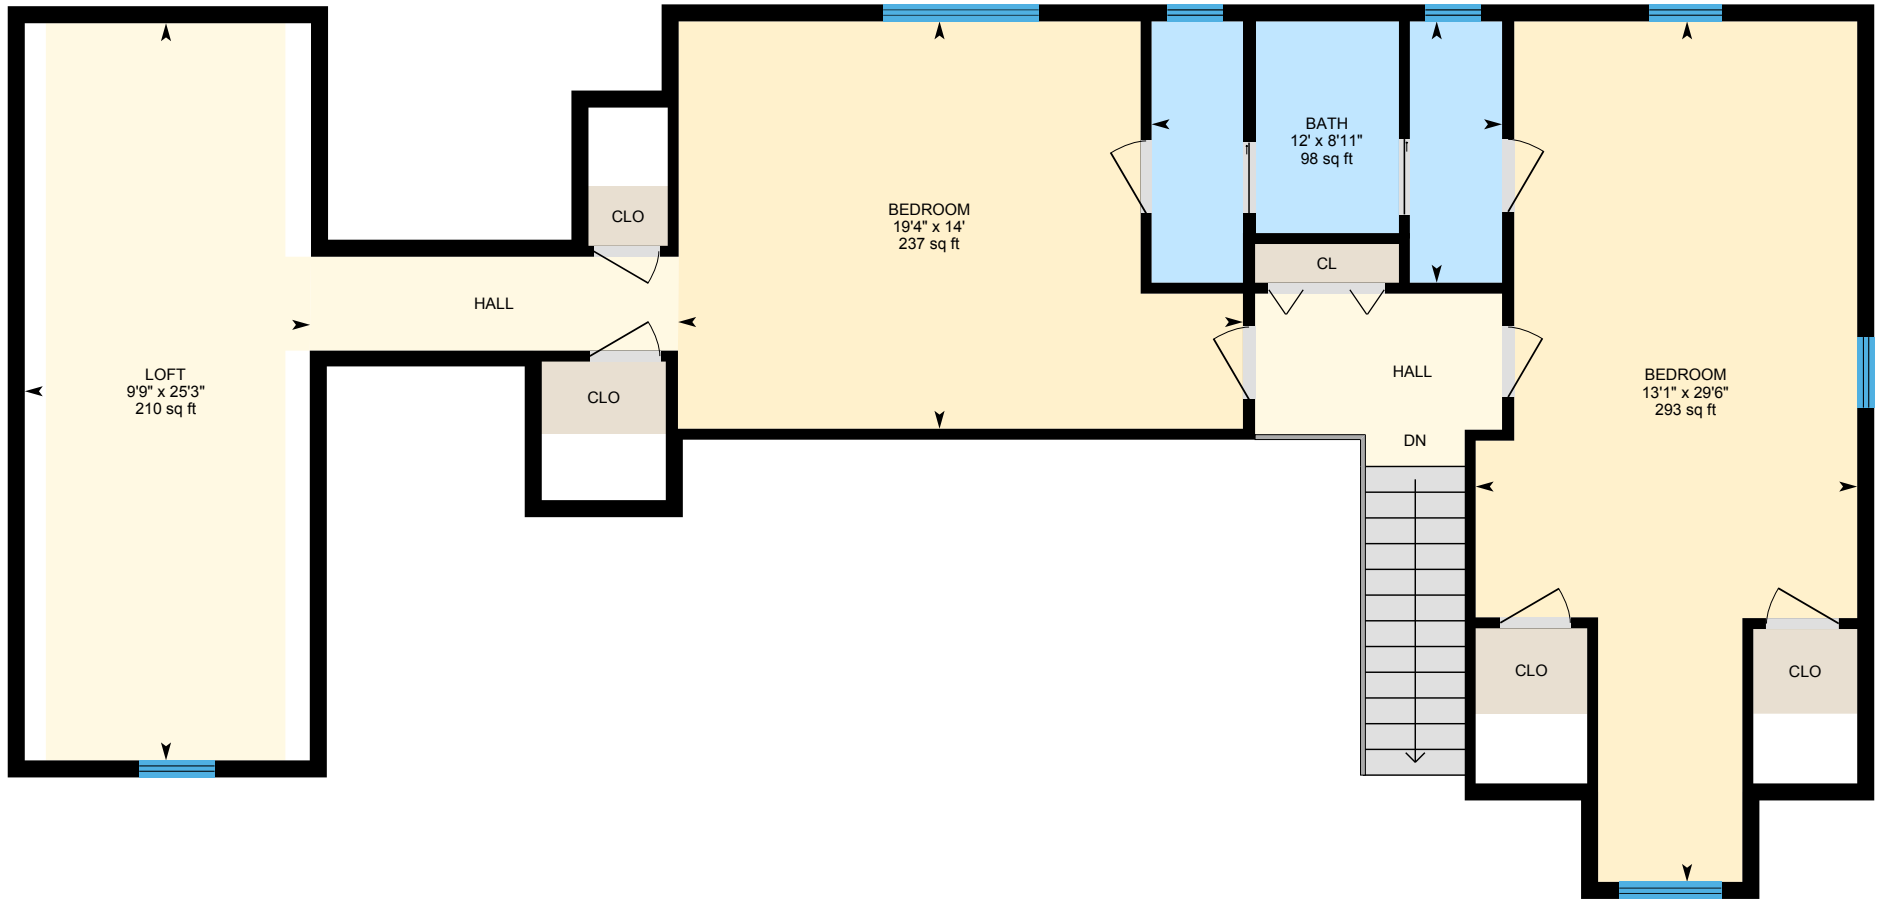 CLO
BATH
12' x 8'11"
98 sq ft
BEDROOM
19'4" x 14'
237 sq ft
CL
HALL
LOFT
9'9" x 25'3"
210 sq ft
CLO
HALL
DN
BEDROOM
13'1" x 29'6"
293 sq ft
CLO
CLO